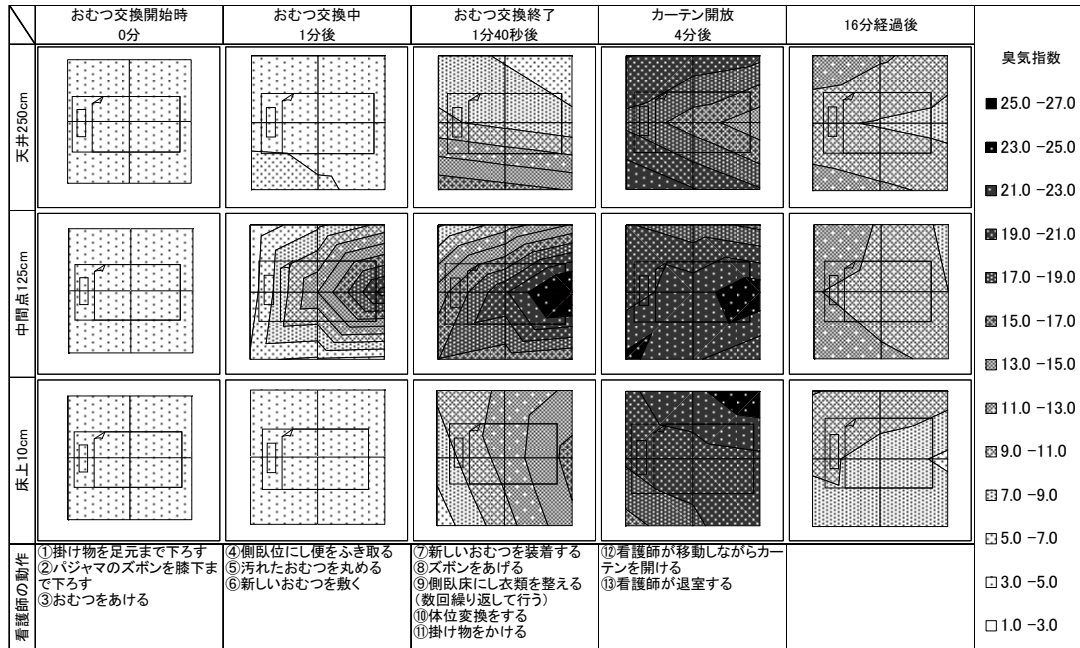 おむつ交換開始時
0分
おむつ交換中
1分後
おむつ交換終了
1分40秒後
カーテン開放
4分後
16分経過後
天井250cm
中間点125cm
床上10cm
看護師の動作
①掛け物を足元まで下ろす
②パジャマのズボンを膝下ま
で下ろす
③おむつをあける
④側臥位にし便をふき取る
⑤汚れたおむつを丸める
⑥新しいおむつを敷く
⑦新しいおむつを装着する
⑧ズボンをあげる
⑨側臥床にし衣類を整える
(数回繰り返して行う)
⑩体位変換をする
⑪掛け物をかける
⑫看護師が移動しながらカー
テンを開ける
⑬看護師が退室する
臭気指数
25.0 -27.0
23.0 -25.0
21.0 -23.0
19.0 -21.0
17.0 -19.0
15.0 -17.0
13.0 -15.0
11.0 -13.0
9.0 -11.0
7.0 -9.0
5.0 -7.0
3.0 -5.0
1.0 -3.0